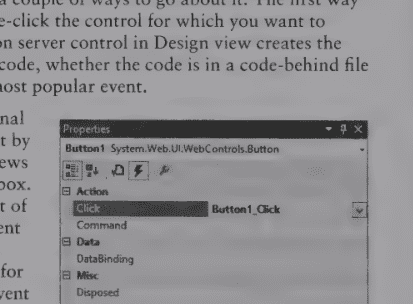 a couple of ways to go about it. The first way
e-click the control for which you want to
on server control in Design view creates the
code, whether the code is in a code-behind file
nost popular event.
nal
t by
ews
box.
t of
ent
for
vent
Properties
Button1 System.Web.UI.WebControls.Button
Action
Click Button1_Click
Command
Data
DataBinding
Misc
Disposed